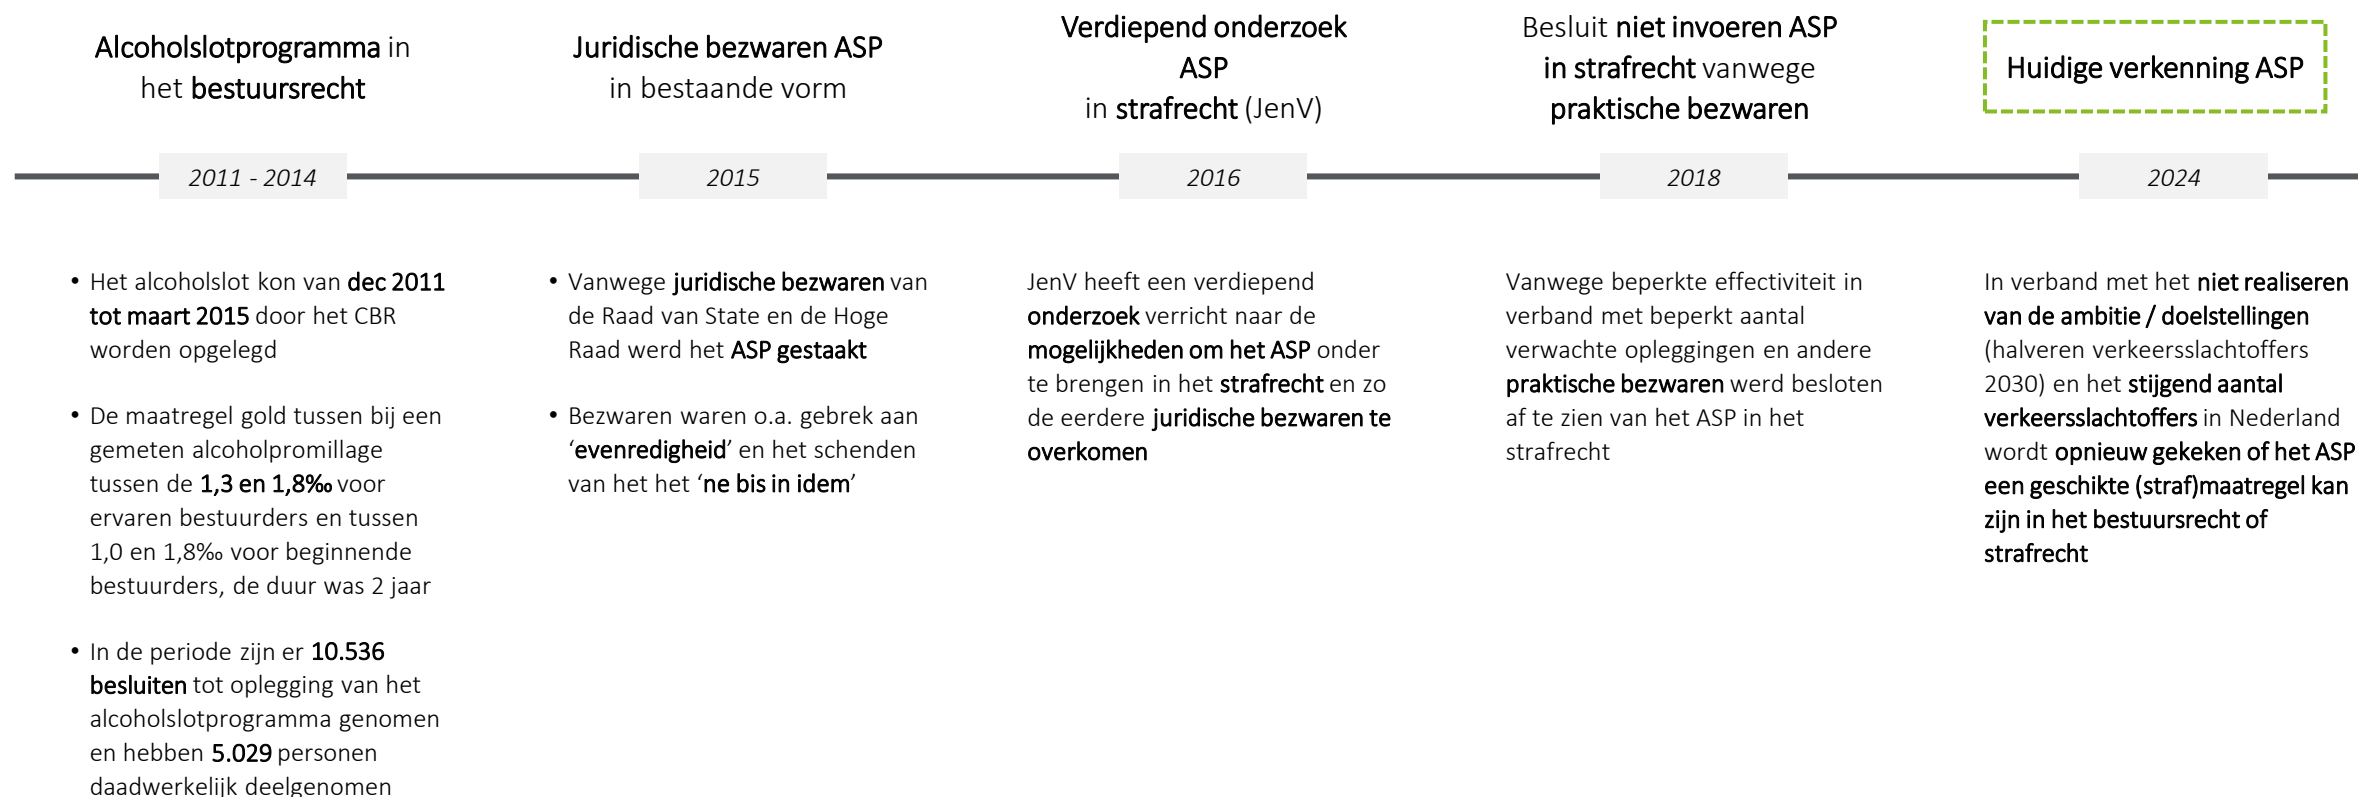 Alcoholslotprogramma in
het bestuursrecht
Juridische bezwaren ASP
in bestaande vorm
Verdiepend onderzoek
ASP
in strafrecht (JenV)
Besluit niet invoeren ASP
in strafrecht vanwege
praktische bezwaren
Huidige verkenning ASP
2011 - 2014
2015
2016
2018
2024
• Het alcoholslot kon van dec 2011
tot maart 2015 door het CBR
worden opgelegd
• De maatregel gold tussen bij een
gemeten alcoholpromillage
tussen de 1,3 en 1,8‰ voor
ervaren bestuurders en tussen
1,0 en 1,8‰ voor beginnende
bestuurders, de duur was 2 jaar
• In de periode zijn er 10.536
besluiten tot oplegging van het
alcoholslotprogramma genomen
en hebben 5.029 personen
daadwerkelijk deelgenomen
• Vanwege juridische bezwaren van
de Raad van State en de Hoge
Raad werd het ASP gestaakt
• Bezwaren waren o.a. gebrek aan
‘evenredigheid’ en het schenden
van het het ‘ne bis in idem’
JenV heeft een verdiepend
onderzoek verricht naar de
mogelijkheden om het ASP onder
te brengen in het strafrecht en zo
de eerdere juridische bezwaren te
overkomen
Vanwege beperkte effectiviteit in
verband met beperkt aantal
verwachte opleggingen en andere
praktische bezwaren werd besloten
af te zien van het ASP in het
strafrecht
In verband met het niet realiseren
van de ambitie / doelstellingen
(halveren verkeersslachtoffers
2030) en het stijgend aantal
verkeersslachtoffers in Nederland
wordt opnieuw gekeken of het ASP
een geschikte (straf)maatregel kan
zijn in het bestuursrecht of
strafrecht